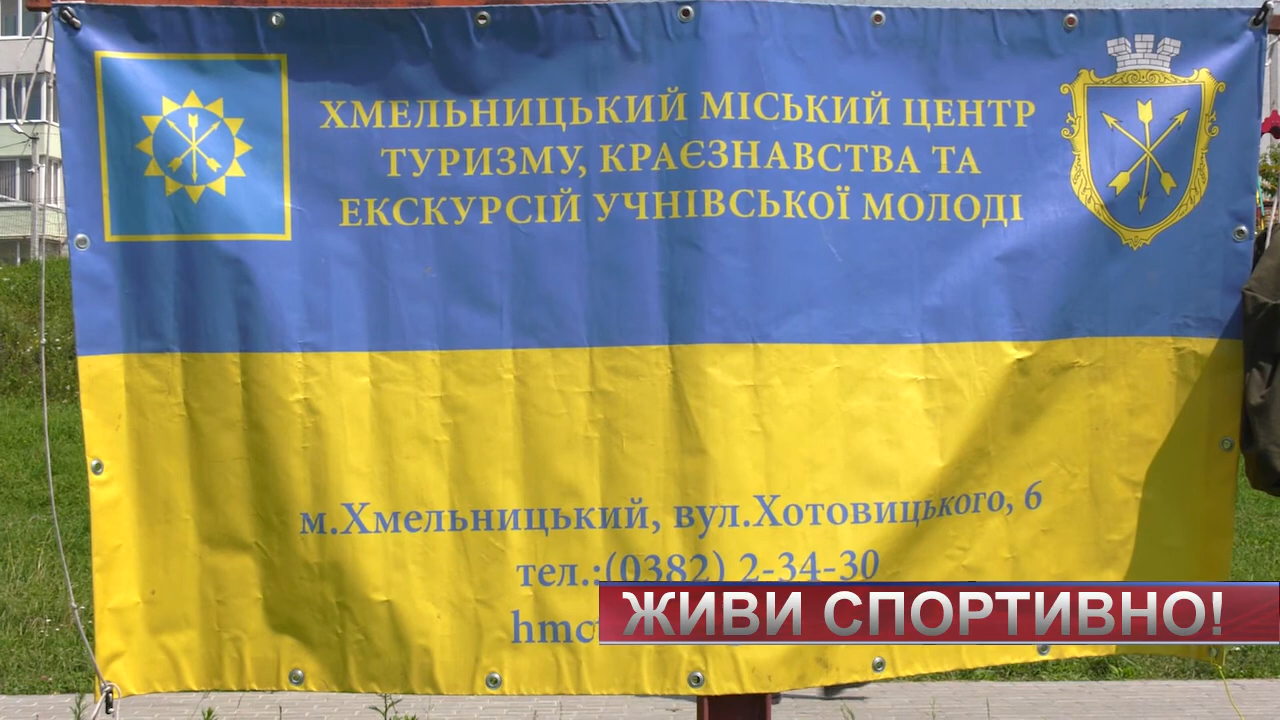 ХМЕЛЬНИЦЬКИЙ МІСЬКИЙ ЦЕНТР
ТУРИЗМУ, КРАЄЗНАВСТВА ТА
ЕКСКУРСІЙ УЧНІВСЬКОЇ МОЛОДІ
м.Хмельницький, вул.Хотовицького, 6
тел.:(0382) 2-34-30
ЖИВИ СПОРТИВНО!